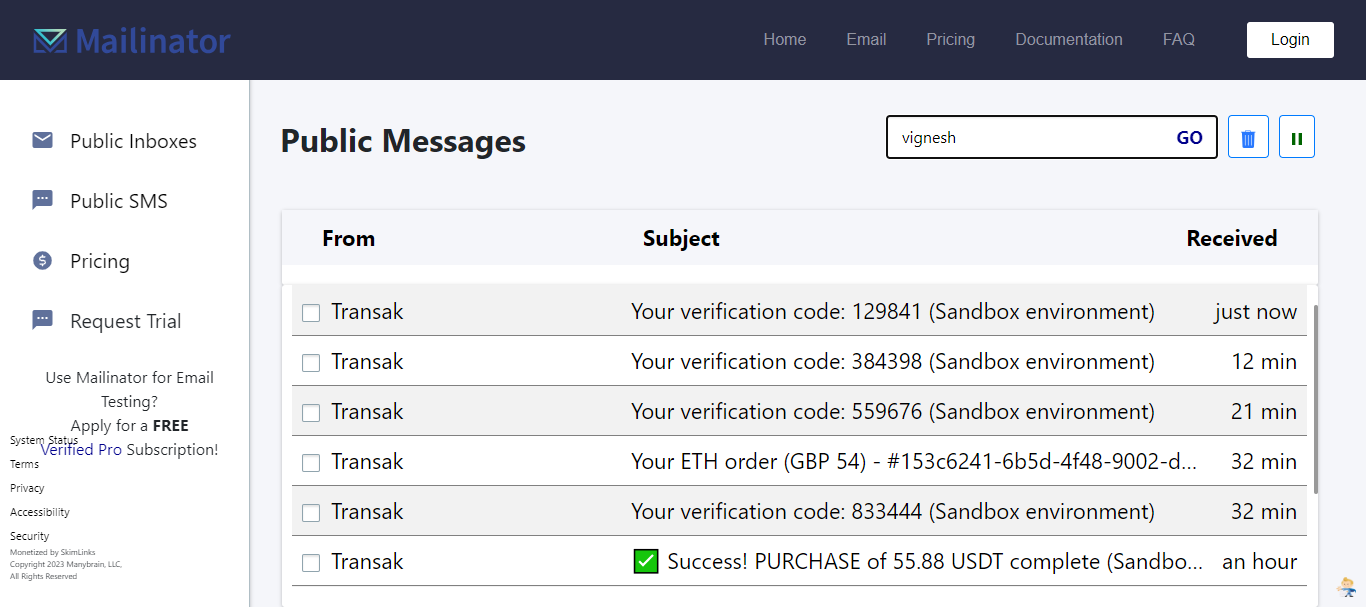 Mailinator
Home Email Pricing Documentation FAQ Login
Public Inboxes
Public SMS
Pricing
Request Trial
Use Mailinator for Email
Testing?
Apply for a FREE
Verified Pro Subscription!
System Status
Terms
Privacy
Accessibility
Security
Monetized by SkimLinks
Copyright 2023 Manybrain, LLC,
All Rights Reserved
Public Messages
vignesh GO
From Subject Received
Transak Your verification code: 129841 (Sandbox environment) just now
Transak Your verification code: 384398 (Sandbox environment) 12 min
Transak Your verification code: 559676 (Sandbox environment) 21 min
Transak Your ETH order (GBP 54) - #153c6241-6b5d-4f48-9002-d... 32 min
Transak Your verification code: 833444 (Sandbox environment) 32 min
Transak ✅ Success! PURCHASE of 55.88 USDT complete (Sandbo... an hour